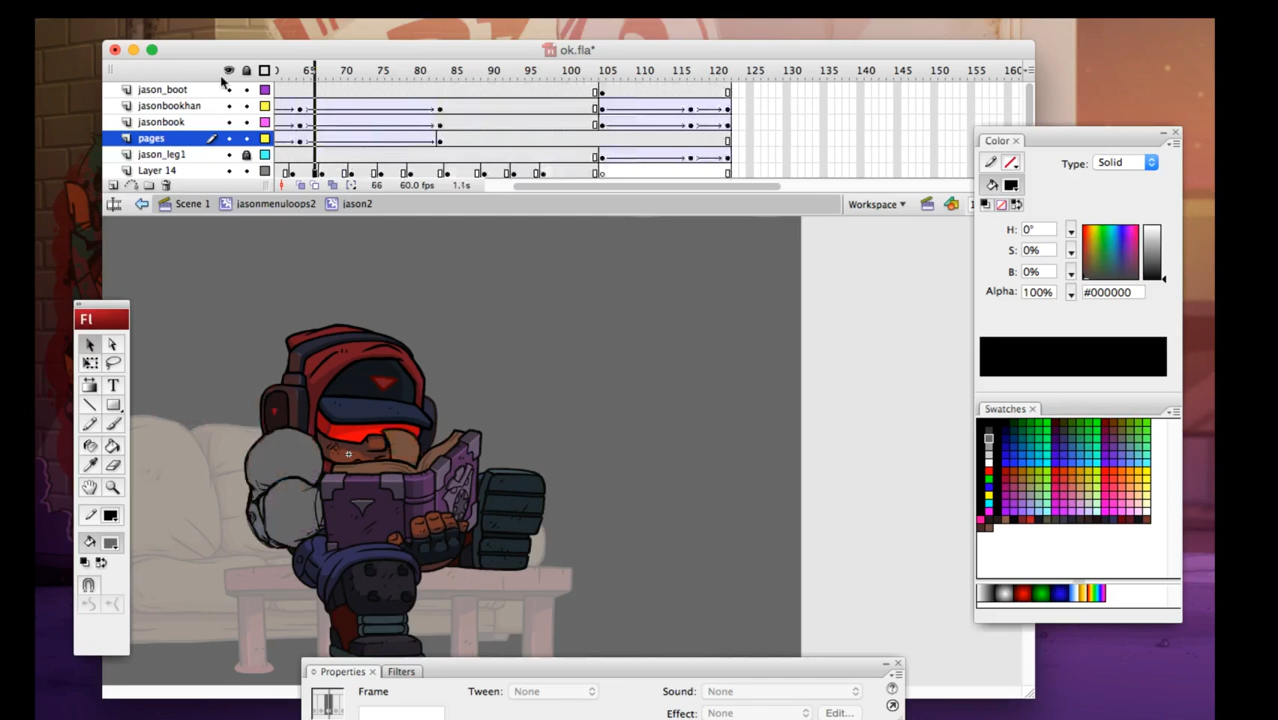 ok.fla*
65 70 75 80 85 90 95 100 105 110 115 120 125 130 135 140 145 150 155 160
jason_boot
jasonbookhan
jasonbook
pages
jason_leg1
Layer 14
66 60.0 fps 1.1s
Scene 1 jasonmenuloops2 jason2 Workspace
Color
Type: Solid
H: 0°
S: 0%
B: 0%
Alpha: 100% #000000
Fl
T
Swatches
Properties Filters
Frame Tween: None Sound: None
Effect: None Edit...